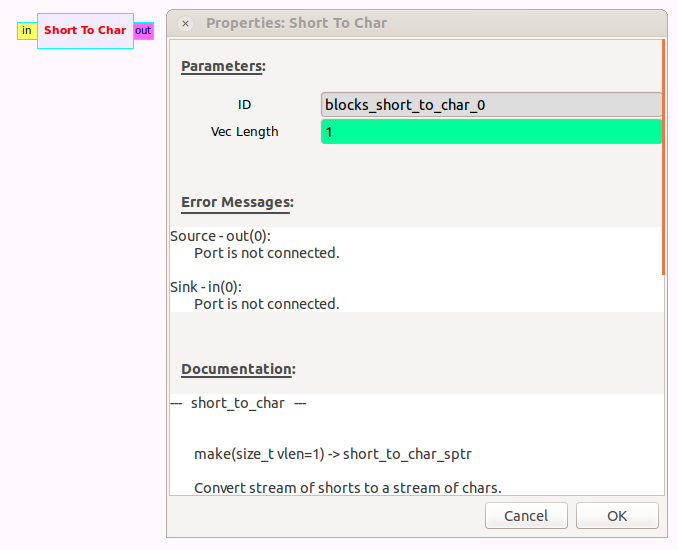 in Short To Char out
× Properties: Short To Char
Parameters:
ID blocks_short_to_char_0
Vec Length 1
Error Messages:
Source - out(0):
Port is not connected.
Sink - in(0):
Port is not connected.
Documentation:
--- short_to_char ---
make(size_t vlen=1) -> short_to_char_sptr
Convert stream of shorts to a stream of chars.
Cancel OK